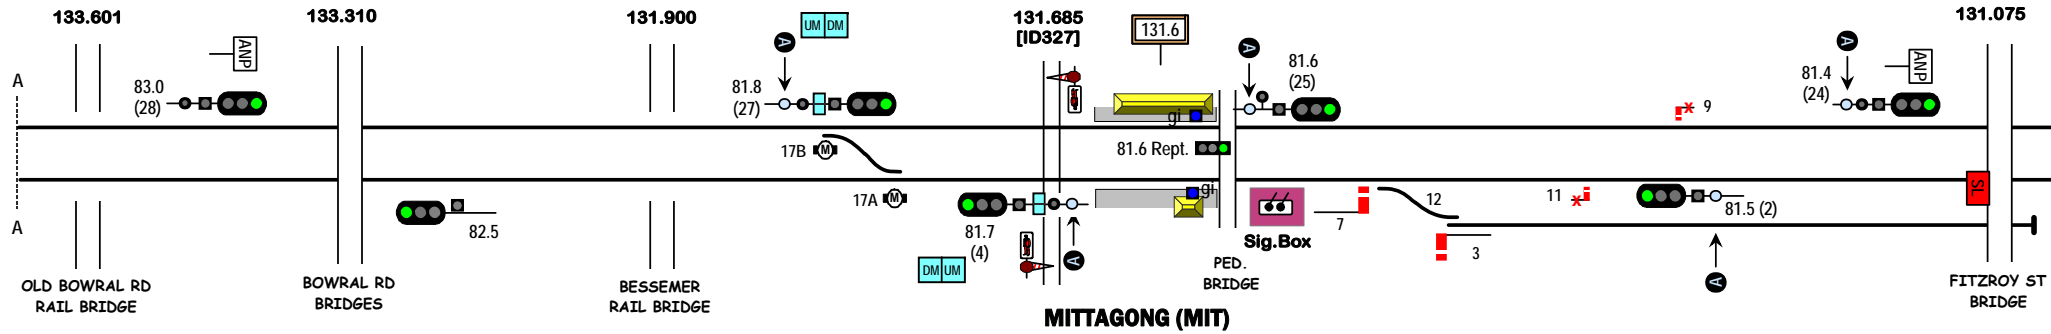 133.601
133.310
131.900
131.685
[ID327]
131.6
131.075
UM DM
ANP
83.0
(28)
81.8
(27)
A
A
81.6
(25)
A
81.4
(24)
ANP
9
A
gi
17B
M
81.6 Rept.
17A
M
gi
SL
12
11
81.5 (2)
A
82.5
81.7
(4)
A
7
Sig.Box
3
A
DM UM
OLD BOWRAL RD
RAIL BRIDGE
BOWRAL RD
BRIDGES
BESSEMER
RAIL BRIDGE
PED.
BRIDGE
FITZROY ST
BRIDGE
MITTAGONG (MIT)